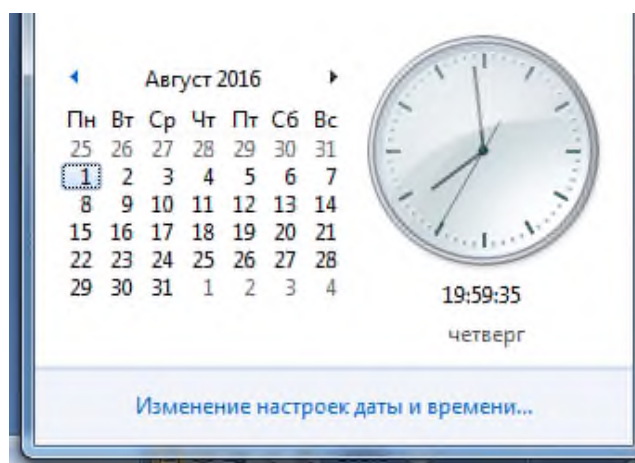 Август 2016
Пн Вт Ср Чт Пт Сб Вс
25 26 27 28 29 30 31
1 2 3 4 5 6 7
8 9 10 11 12 13 14
15 16 17 18 19 20 21
22 23 24 25 26 27 28
29 30 31 1 2 3 4
19:59:35
четверг
Изменение настроек даты и времени...